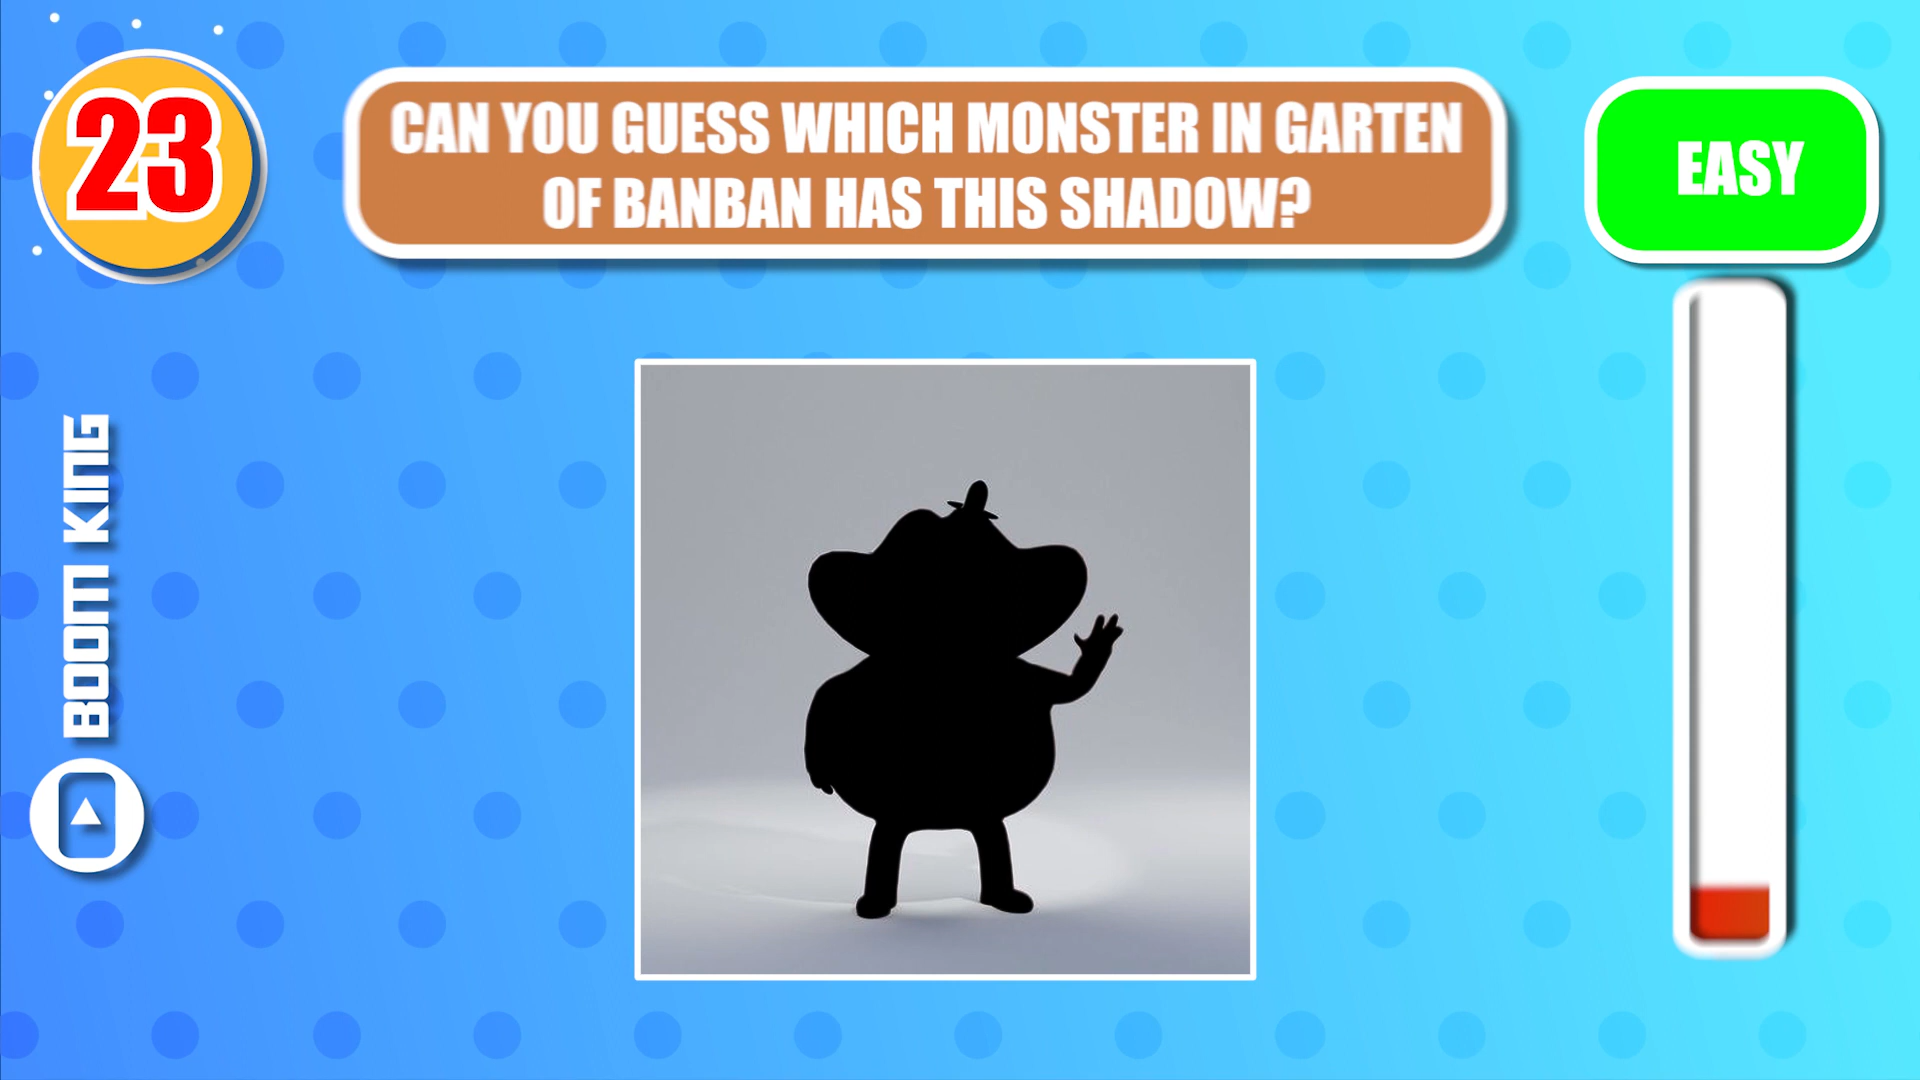 23
CAN YOU GUESS WHICH MONSTER IN GARTEN
OF BANBAN HAS THIS SHADOW?
EASY
BOOM KING